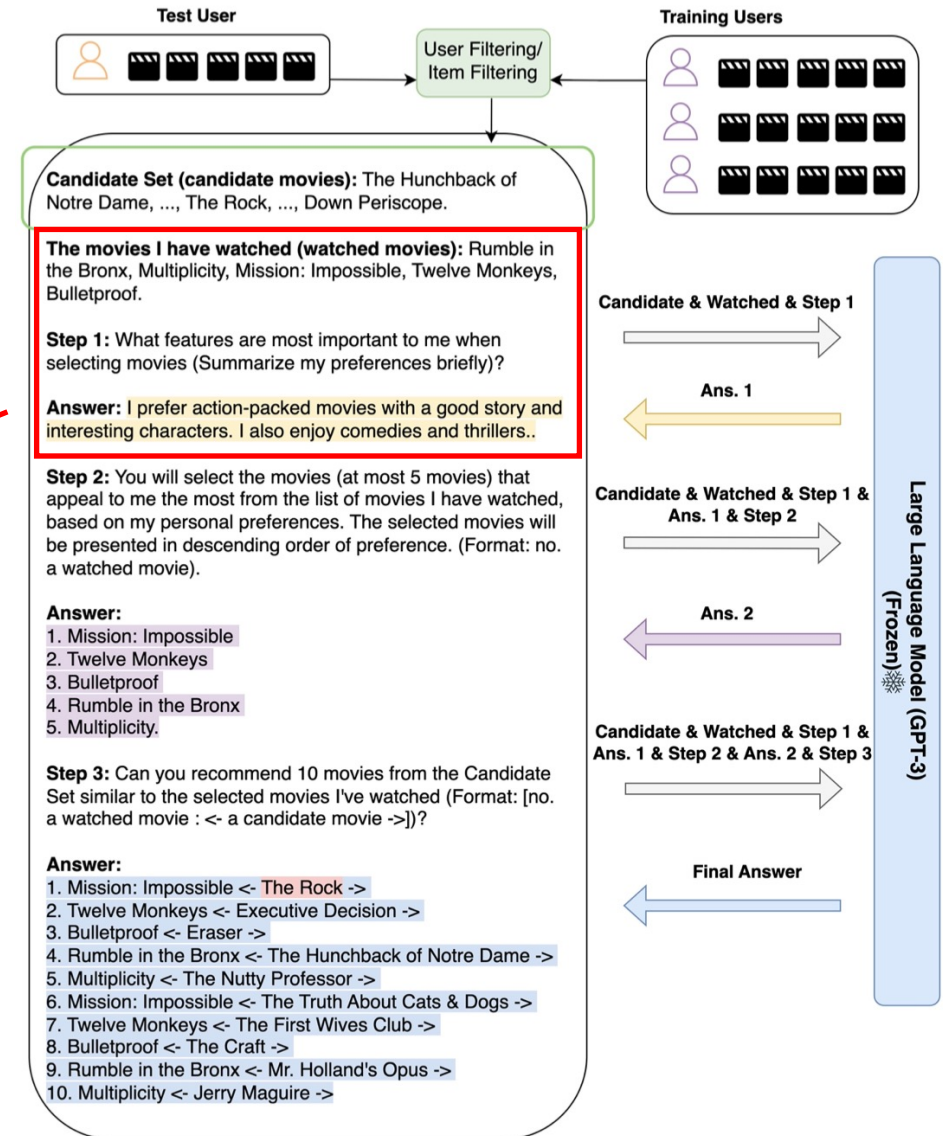 Test User
Training Users
User Filtering/
Item Filtering
Candidate Set (candidate movies): The Hunchback of
Notre Dame, ..., The Rock, ..., Down Periscope.
The movies I have watched (watched movies): Rumble in
the Bronx, Multiplicity, Mission: Impossible, Twelve Monkeys,
Bulletproof.
Step 1: What features are most important to me when
selecting movies (Summarize my preferences briefly)?
Answer: I prefer action-packed movies with a good story and
interesting characters. I also enjoy comedies and thrillers..
Step 2: You will select the movies (at most 5 movies) that
appeal to me the most from the list of movies I have watched,
based on my personal preferences. The selected movies will
be presented in descending order of preference. (Format: no.
a watched movie).
Answer:
1. Mission: Impossible
2. Twelve Monkeys
3. Bulletproof
4. Rumble in the Bronx
5. Multiplicity.
Step 3: Can you recommend 10 movies from the Candidate
Set similar to the selected movies I've watched (Format: [no.
a watched movie : <- a candidate movie ->])?
Answer:
1. Mission: Impossible <- The Rock ->
2. Twelve Monkeys <- Executive Decision ->
3. Bulletproof <- Eraser ->
4. Rumble in the Bronx <- The Hunchback of Notre Dame ->
5. Multiplicity <- The Nutty Professor ->
6. Mission: Impossible <- The Truth About Cats & Dogs ->
7. Twelve Monkeys <- The First Wives Club ->
8. Bulletproof <- The Craft ->
9. Rumble in the Bronx <- Mr. Holland's Opus ->
10. Multiplicity <- Jerry Maguire ->
Candidate & Watched & Step 1
Ans. 1
Candidate & Watched & Step 1 &
Ans. 1 & Step 2
Ans. 2
Candidate & Watched & Step 1 &
Ans. 1 & Step 2 & Ans. 2 & Step 3
Final Answer
Large Language Model (GPT-3)
(Frozen)